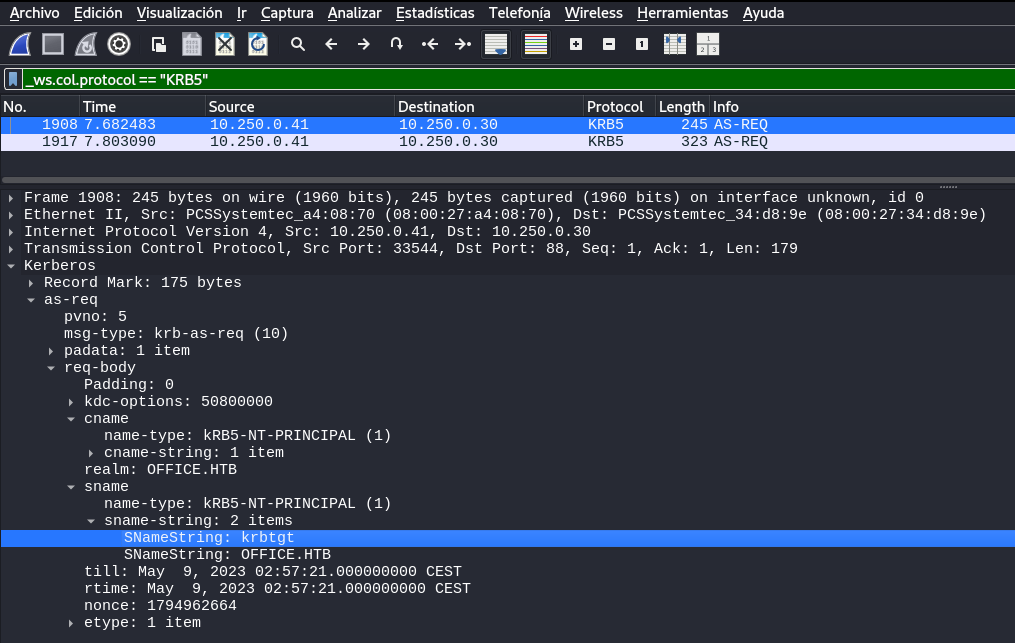 Archivo Edición Visualización Ir Captura Analizar Estadísticas Telefonía Wireless Herramientas Ayuda
1 1 2 3
_ws.col.protocol == "KRB5"
No. Time Source Destination Protocol Length Info
1908 7.682483 10.250.0.41 10.250.0.30 KRB5 245 AS-REQ
1917 7.803090 10.250.0.41 10.250.0.30 KRB5 323 AS-REQ
Frame 1908: 245 bytes on wire (1960 bits), 245 bytes captured (1960 bits) on interface unknown, id 0
Ethernet II, Src: PCSSystemtec_a4:08:70 (08:00:27:a4:08:70), Dst: PCSSystemtec_34:d8:9e (08:00:27:34:d8:9e)
Internet Protocol Version 4, Src: 10.250.0.41, Dst: 10.250.0.30
Transmission Control Protocol, Src Port: 33544, Dst Port: 88, Seq: 1, Ack: 1, Len: 179
Kerberos
Record Mark: 175 bytes
as-req
pvno: 5
msg-type: krb-as-req (10)
padata: 1 item
req-body
Padding: 0
kdc-options: 50800000
cname
name-type: kRB5-NT-PRINCIPAL (1)
cname-string: 1 item
realm: OFFICE.HTB
sname
name-type: kRB5-NT-PRINCIPAL (1)
sname-string: 2 items
SNameString: krbtgt
SNameString: OFFICE.HTB
till: May  9, 2023 02:57:21.000000000 CEST
rtime: May  9, 2023 02:57:21.000000000 CEST
nonce: 1794962664
etype: 1 item